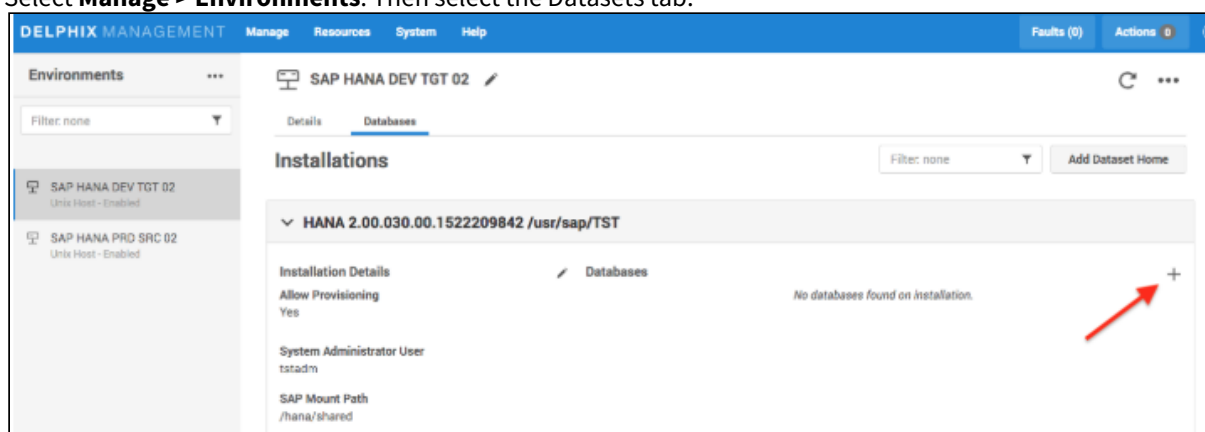 Select Manage > Environments. Then select the Datasets tab.
DELPHIX MANAGEMENT Manage Resources System Help Faults (0) Actions 0
Environments ...
SAP HANA DEV TGT 02
Filter: none
Details Databases
Installations
Filter: none
Add Dataset Home
SAP HANA DEV TGT 02
Unix Host - Enabled
HANA 2.00.030.00.1522209842 /usr/sap/TST
SAP HANA PRD SRC 02
Unix Host - Enabled
Installation Details
Databases
Allow Provisioning
Yes
No databases found on installation.
System Administrator User
tstadm
SAP Mount Path
/hana/shared